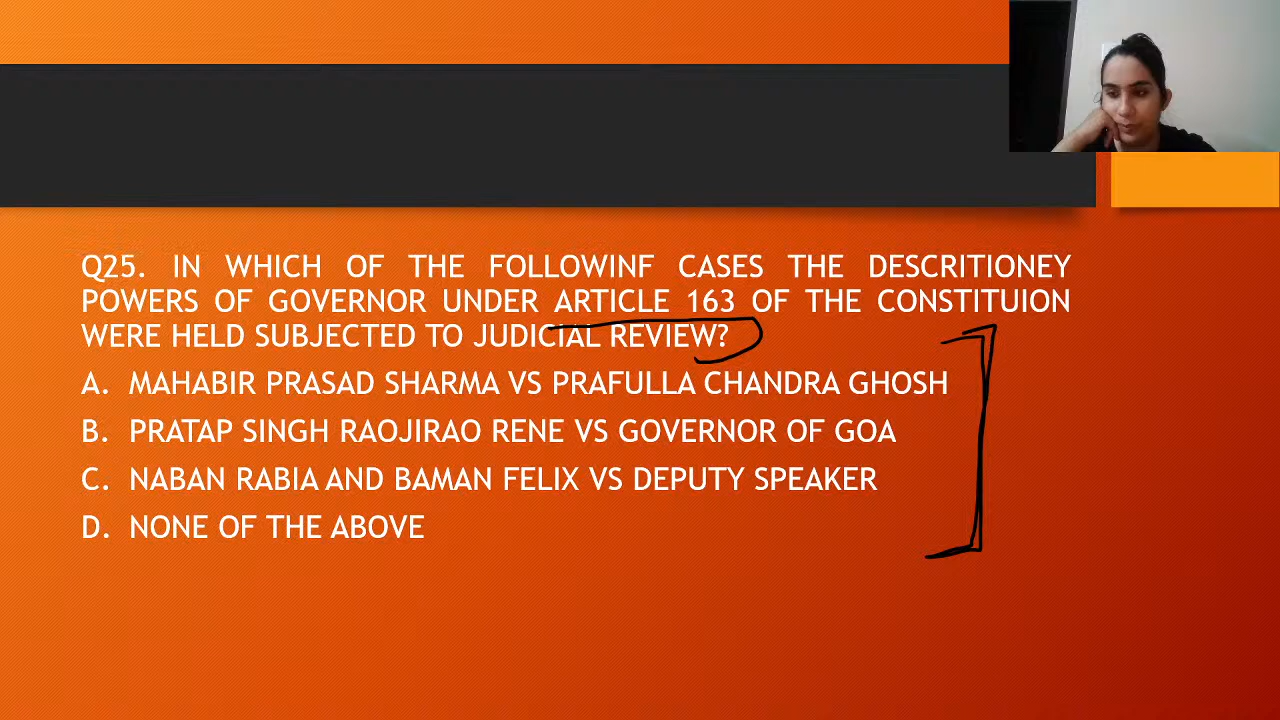 Q25. IN WHICH OF THE FOLLOWINF CASES THE DESCRITIONEY
POWERS OF GOVERNOR UNDER ARTICLE 163 OF THE CONSTITUION
WERE HELD SUBJECTED TO JUDICIAL REVIEW?
A. MAHABIR PRASAD SHARMA VS PRAFULLA CHANDRA GHOSH
B. PRATAP SINGH RAOJIRAO RENE VS GOVERNOR OF GOA
C. NABAN RABIA AND BAMAN FELIX VS DEPUTY SPEAKER
D. NONE OF THE ABOVE